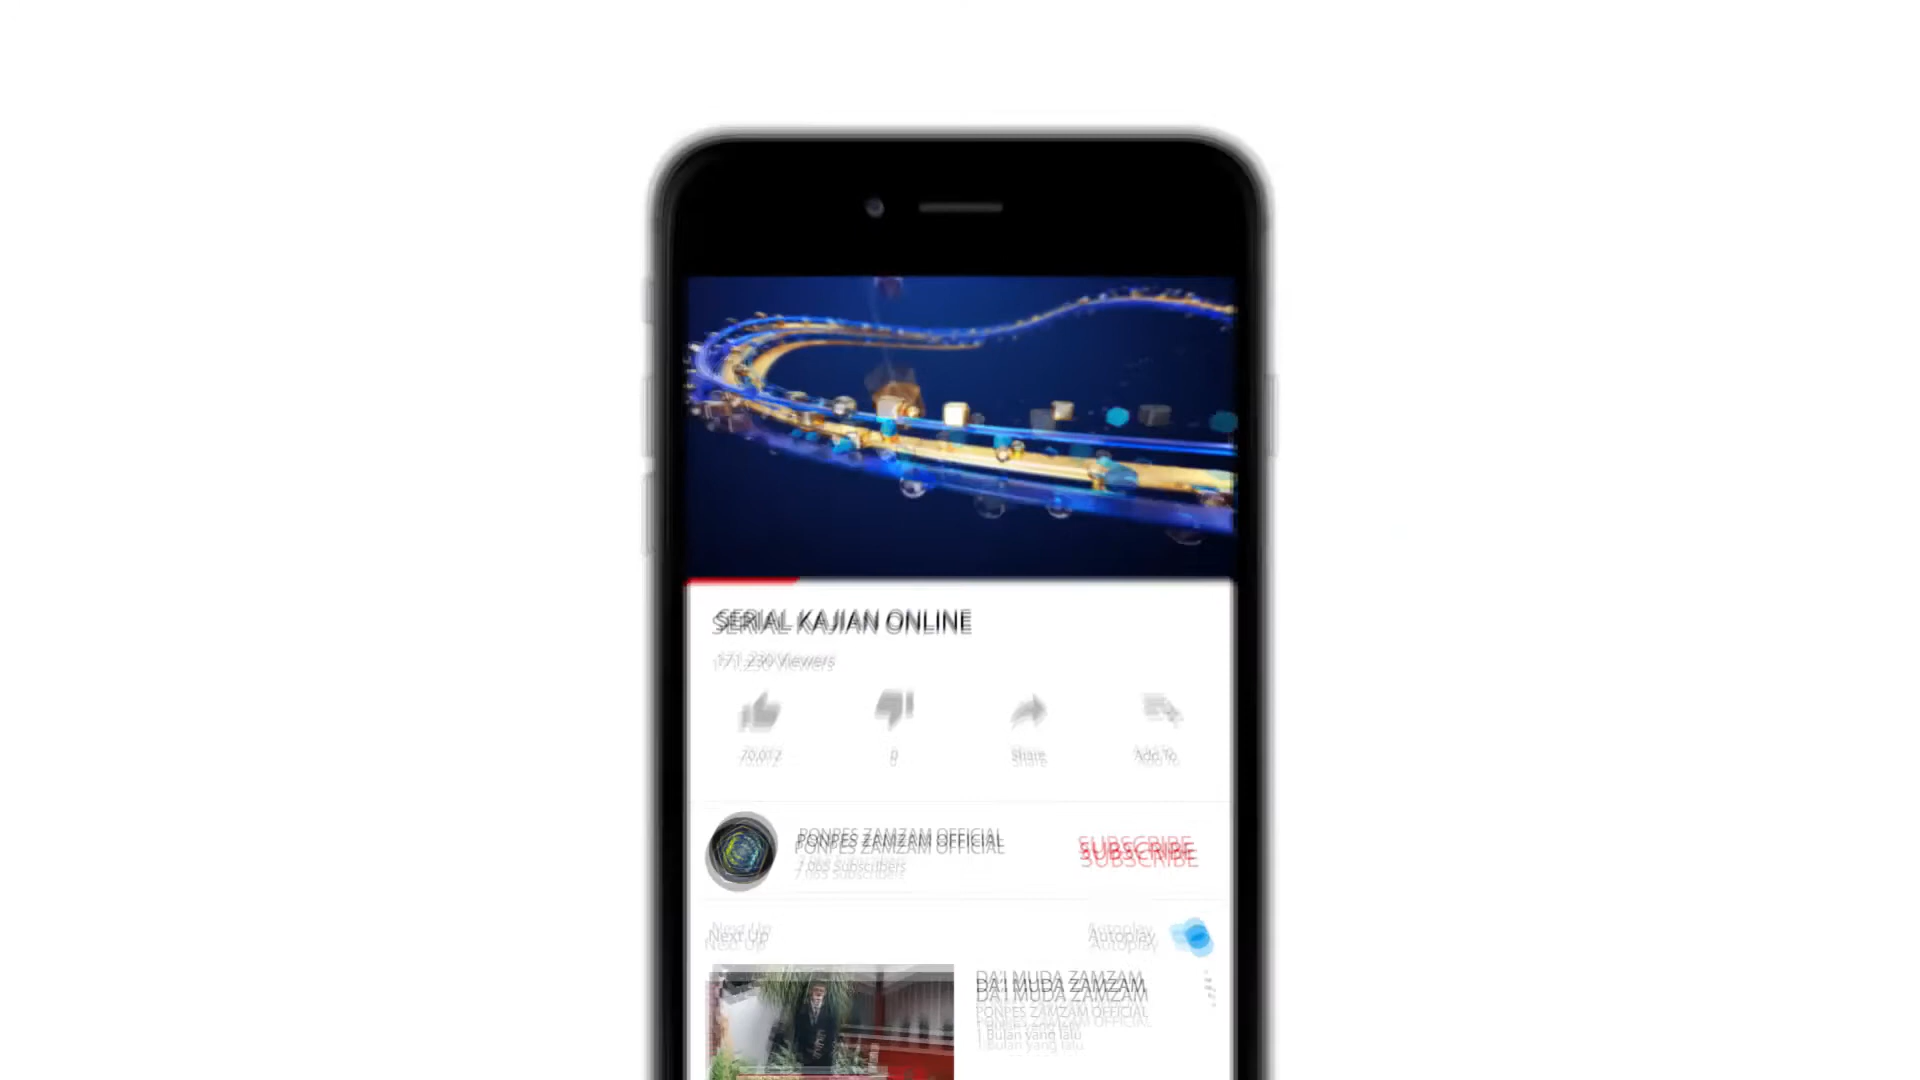 SERIAL KAJIAN ONLINE
171.230 Viewers
70,012
0
Share
Add To
PONPES ZAMZAM OFFICIAL
Subscribers
SUBSCRIBE
Next Up
Autoplay
DA'I MUDA ZAMZAM
PONPES ZAMZAM OFFICIAL
1 Bulan yang lalu